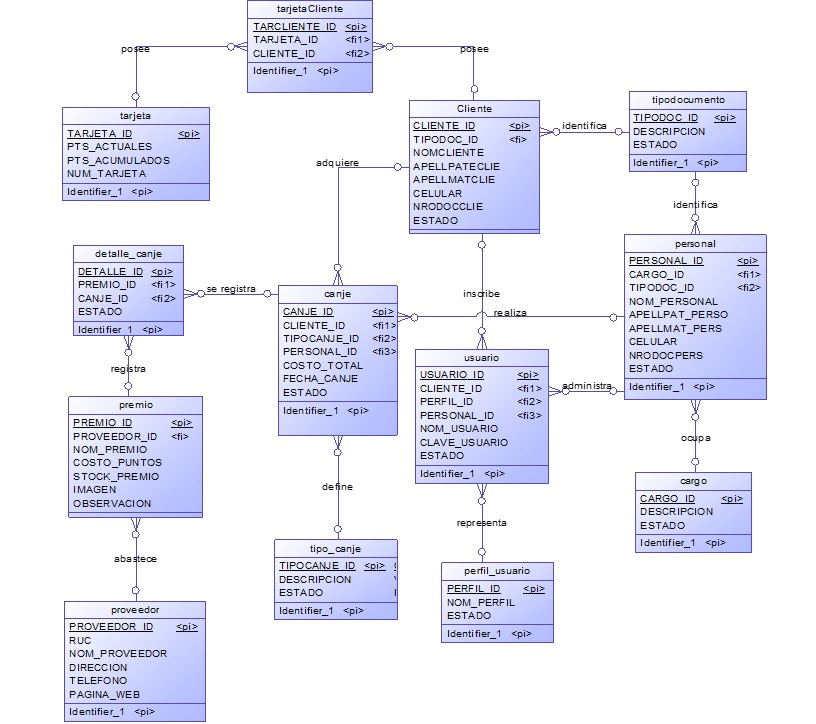 tarjetaCliente
TARCLIENTE_ID <pi>
TARJETA_ID <fi1>
CLIENTE_ID <fi2>
Identifier_1 <pi>
posee
posee
tarjeta
TARJETA_ID <pi>
PTS_ACTUALES
PTS_ACUMULADOS
NUM_TARJETA
Identifier_1 <pi>
Cliente
CLIENTE_ID <pi>
TIPODOC_ID <fi>
NOMCLIENTE
APELLPATECLIE
APELLMATCLIE
CELULAR
NRODOCCLIE
ESTADO
identifica
tipodocumento
TIPODOC_ID <pi>
DESCRIPCION
ESTADO
Identifier_1 <pi>
adquiere
identifica
detalle_canje
DETALLE_ID <pi>
PREMIO_ID <fi1>
CANJE_ID <fi2>
ESTADO
Identifier_1 <pi>
se registra
canje
CANJE_ID <pi>
CLIENTE_ID <fi1>
TIPOCANJE_ID <fi2>
PERSONAL_ID <fi3>
COSTO_TOTAL
FECHA_CANJE
ESTADO
Identifier_1 <pi>
inscribe
realiza
personal
PERSONAL_ID <pi>
CARGO_ID <fi1>
TIPODOC_ID <fi2>
NOM_PERSONAL
APELLPAT_PERSO
APELLMAT_PERS
CELULAR
NRODOCPERS
ESTADO
Identifier_1 <pi>
registra
usuario
USUARIO_ID <pi>
CLIENTE_ID <fi1>
PERFIL_ID <fi2>
PERSONAL_ID <fi3>
NOM_USUARIO
CLAVE_USUARIO
ESTADO
Identifier_1 <pi>
administra
premio
PREMIO_ID <pi>
PROVEEDOR_ID <fi>
NOM_PREMIO
COSTO_PUNTOS
STOCK_PREMIO
IMAGEN
OBSERVACION
ocupa
define
representa
cargo
CARGO_ID <pi>
DESCRIPCION
ESTADO
Identifier_1 <pi>
abastece
tipo_canje
TIPOCANJE_ID <pi>
DESCRIPCION
ESTADO
Identifier_1 <pi>
perfil_usuario
PERFIL_ID <pi>
NOM_PERFIL
ESTADO
Identifier_1 <pi>
proveedor
PROVEEDOR_ID <pi>
RUC
NOM_PROVEEDOR
DIRECCION
TELEFONO
PAGINA_WEB
Identifier_1 <pi>